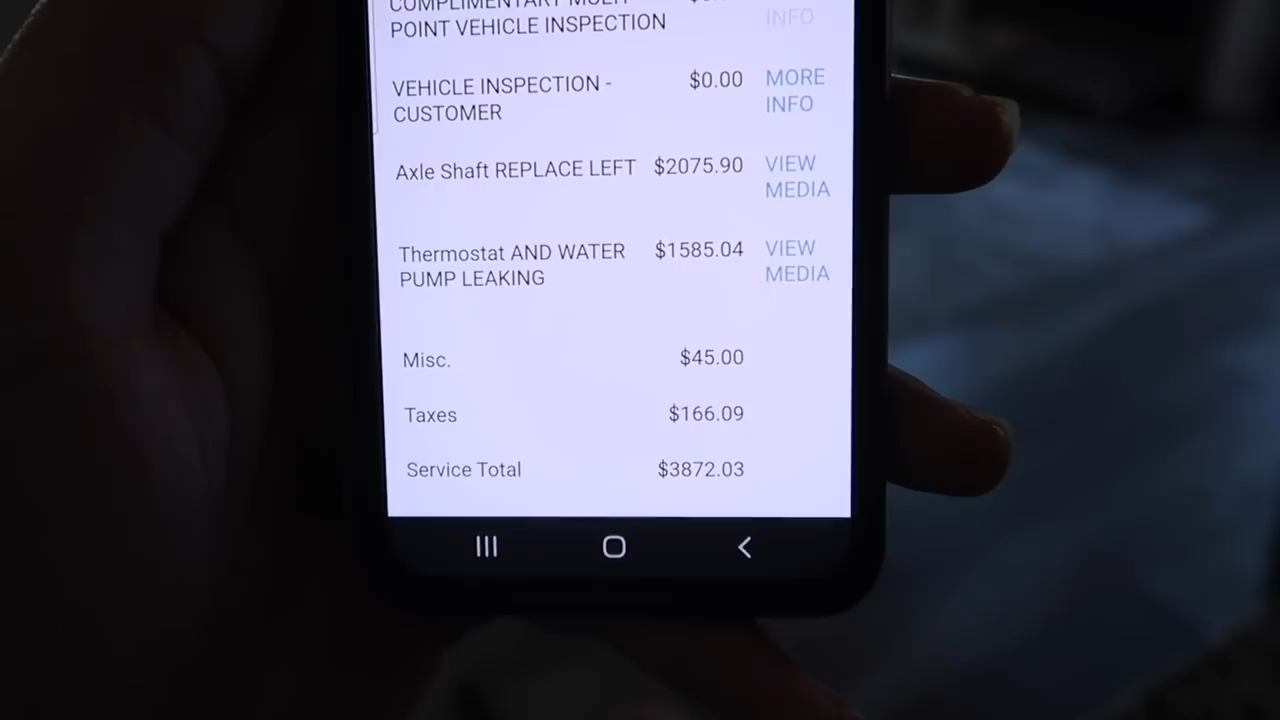 COMPLIMENTARY MULTI-
POINT VEHICLE INSPECTION
INFO
VEHICLE INSPECTION - $0.00 MORE
CUSTOMER INFO
Axle Shaft REPLACE LEFT $2075.90 VIEW
MEDIA
Thermostat AND WATER $1585.04 VIEW
PUMP LEAKING MEDIA
Misc. $45.00
Taxes $166.09
Service Total $3872.03